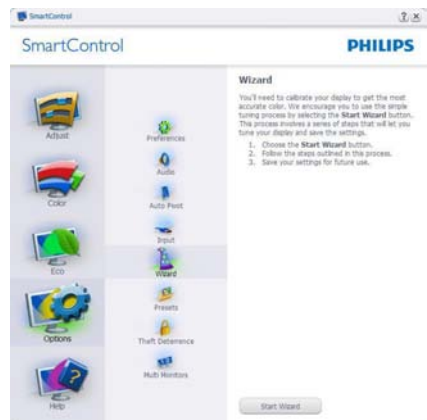 SmartControl
SmartControl
PHILIPS
Adjust
Color
Eco
Options
Help
Preferences
Audio
Auto Pivot
Input
Wizard
Presets
Theft Deterrence
Multi Monitors
Wizard
You'll need to calibrate your display to get the most
accurate color. We encourage you to use the simple
tuning process by selecting the Start Wizard button.
This process involves a series of steps that will let you
tune your display and save the settings.
1. Choose the Start Wizard button.
2. Follow the steps outlined in this process.
3. Save your settings for future use.
Start Wizard